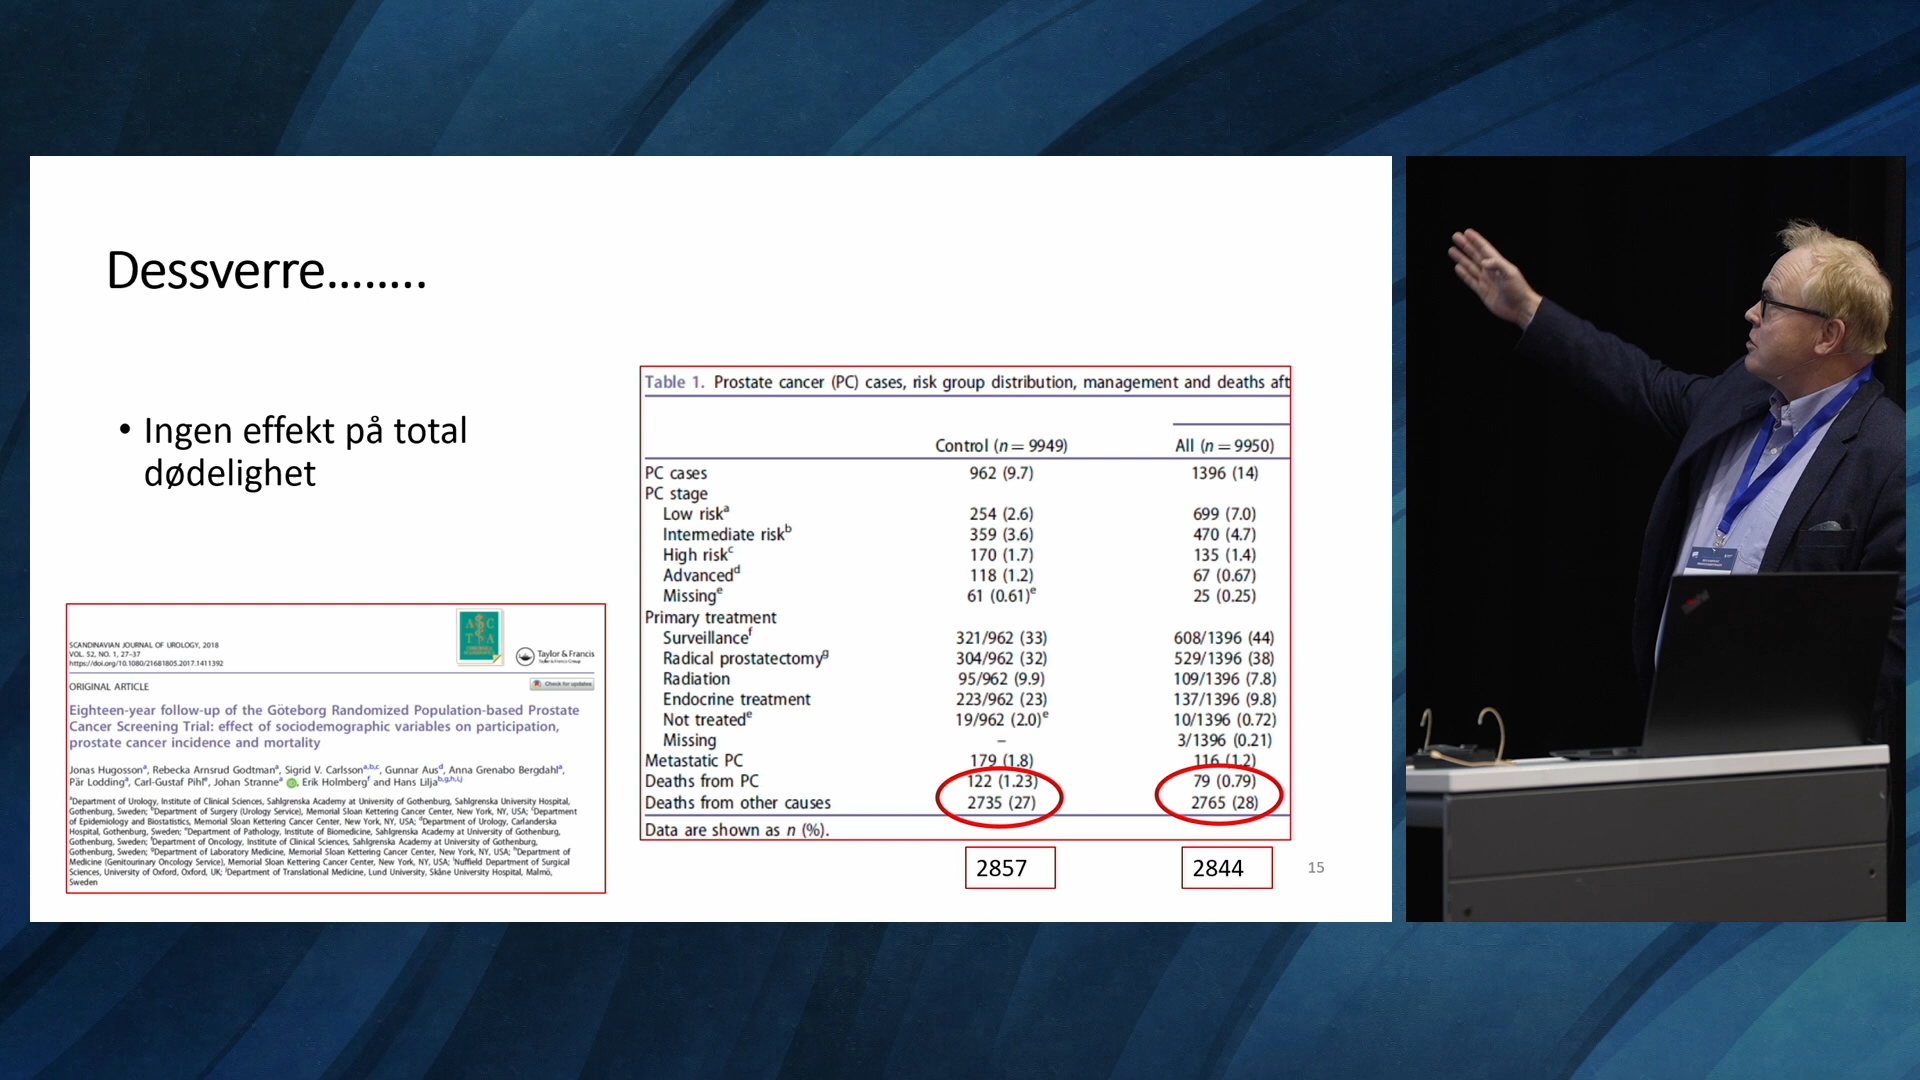 Dessverre........
• Ingen effekt på total
dødelighet
SCANDINAVIAN JOURNAL OF UROLOGY, 2018
VOL. 52, NO. 1, 27–37
https://doi.org/10.1080/21681805.2017.1411392
Taylor & Francis
Taylor & Francis Group
ORIGINAL ARTICLE
Check for updates
Eighteen-year follow-up of the Göteborg Randomized Population-based Prostate
Cancer Screening Trial: effect of sociodemographic variables on participation,
prostate cancer incidence and mortality
Jonas Hugosson^a, Rebecka Arnsrud Godtman^a, Sigrid V. Carlsson^a,b,c, Gunnar Aus^d, Anna Grenabo Bergdahl^a,
Pär Lodding^a, Carl-Gustaf Pihl^e, Johan Stranne^a, Erik Holmberg^f and Hans Lilja^b,g,h,i,j
^aDepartment of Urology, Institute of Clinical Sciences, Sahlgrenska Academy at University of Gothenburg, Sahlgrenska University Hospital,
Gothenburg, Sweden; ^bDepartment of Surgery (Urology Service), Memorial Sloan Kettering Cancer Center, New York, NY, USA; ^cDepartment
of Epidemiology and Biostatistics, Memorial Sloan Kettering Cancer Center, New York, NY, USA; ^dDepartment of Urology, Carlanderska
Hospital, Gothenburg, Sweden; ^eDepartment of Pathology, Institute of Biomedicine, Sahlgrenska Academy at University of Gothenburg,
Gothenburg, Sweden; ^fDepartment of Oncology, Institute of Clinical Sciences, Sahlgrenska Academy at University of Gothenburg,
Gothenburg, Sweden; ^gDepartment of Laboratory Medicine, Memorial Sloan Kettering Cancer Center, New York, NY, USA; ^hDepartment of
Medicine (Genitourinary Oncology Service), Memorial Sloan Kettering Cancer Center, New York, NY, USA; ^iNuffield Department of Surgical
Sciences, University of Oxford, Oxford, UK; ^jDepartment of Translational Medicine, Lund University, Skåne University Hospital, Malmö,
Sweden
Table 1. Prostate cancer (PC) cases, risk group distribution, management and deaths aft
Control (n = 9949) All (n = 9950)
PC cases 962 (9.7) 1396 (14)
PC stage
Low risk^a 254 (2.6) 699 (7.0)
Intermediate risk^b 359 (3.6) 470 (4.7)
High risk^c 170 (1.7) 135 (1.4)
Advanced^d 118 (1.2) 67 (0.67)
Missing^e 61 (0.61)^e 25 (0.25)
Primary treatment
Surveillance^f 321/962 (33) 608/1396 (44)
Radical prostatectomy^g 304/962 (32) 529/1396 (38)
Radiation 95/962 (9.9) 109/1396 (7.8)
Endocrine treatment 223/962 (23) 137/1396 (9.8)
Not treated^e 19/962 (2.0)^e 10/1396 (0.72)
Missing – 3/1396 (0.21)
Metastatic PC 179 (1.8) 116 (1.2)
Deaths from PC 122 (1.23) 79 (0.79)
Deaths from other causes 2735 (27) 2765 (28)
Data are shown as n (%).
2857 2844
15